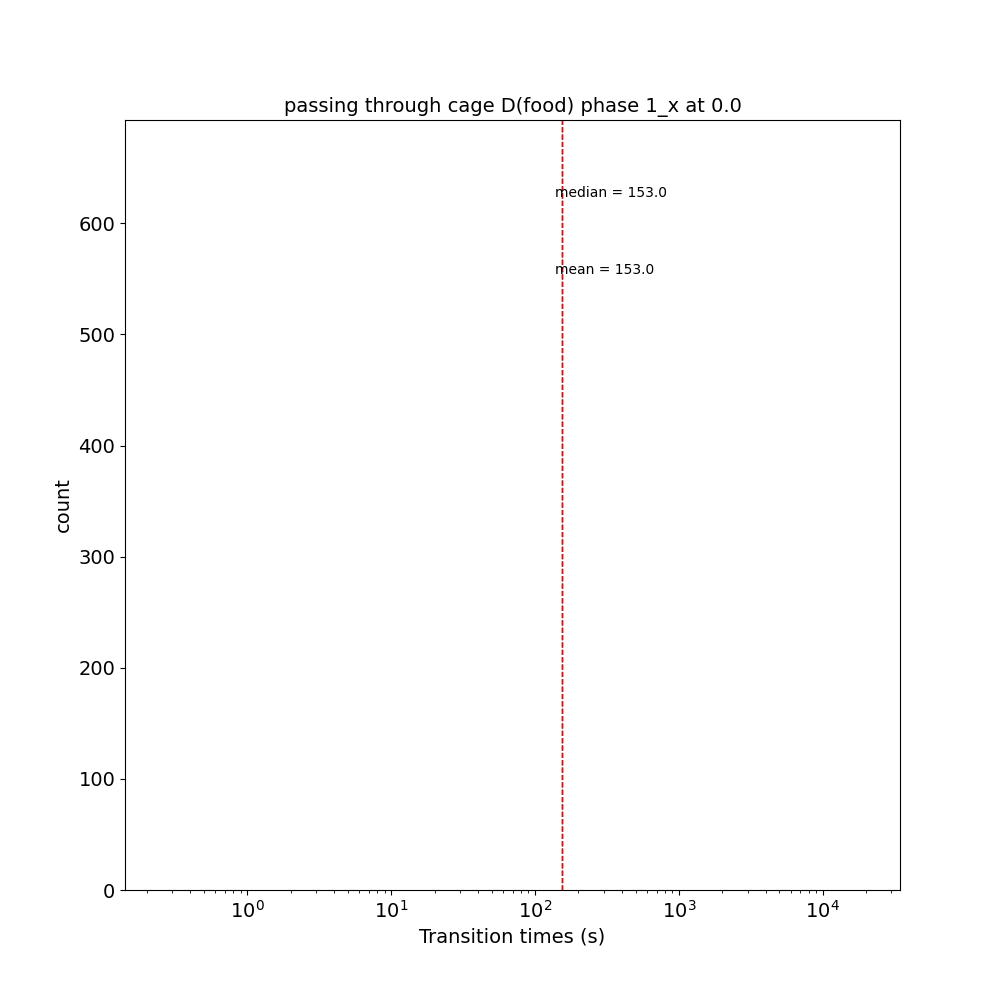 passing through cage D(food) phase 1_x at 0.0
median = 153.0
mean = 153.0
600
500
400
300
200
100
0
count
10^0 10^1 10^2 10^3 10^4
Transition times (s)